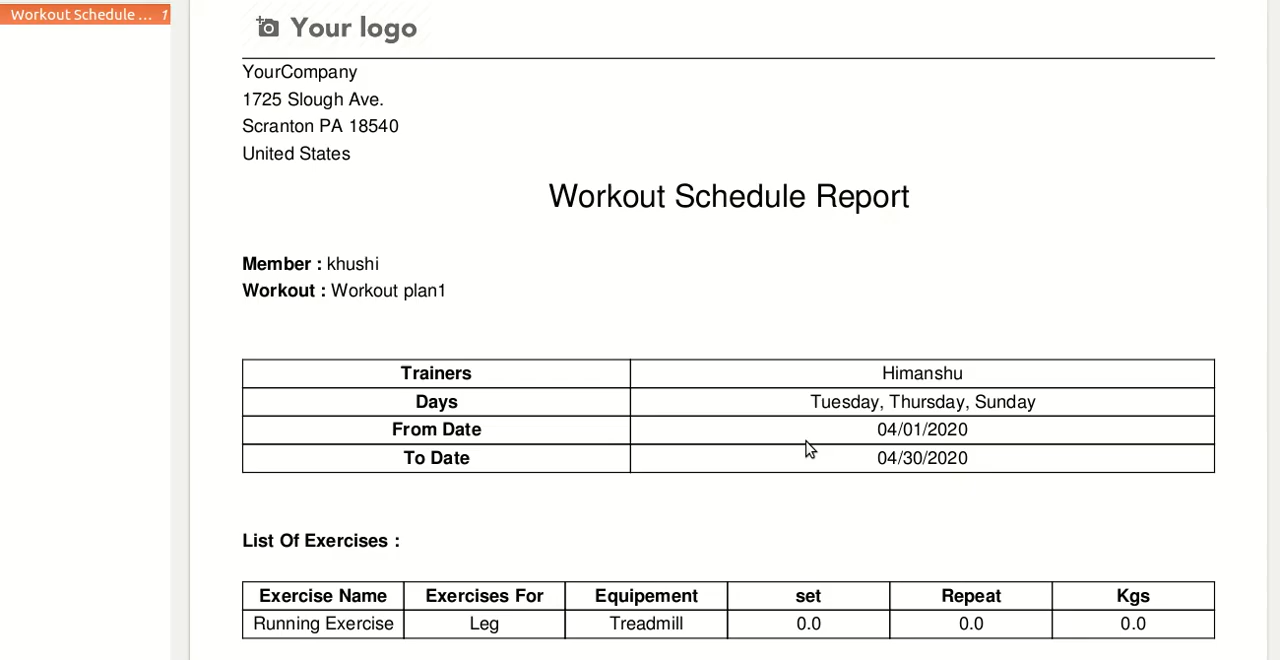 Workout Schedule ... 1
Your logo
YourCompany
1725 Slough Ave.
Scranton PA 18540
United States
Workout Schedule Report
Member : khushi
Workout : Workout plan1
Trainers Himanshu
Days Tuesday, Thursday, Sunday
From Date 04/01/2020
To Date 04/30/2020
List Of Exercises :
Exercise Name Exercises For Equipement set Repeat Kgs
Running Exercise Leg Treadmill 0.0 0.0 0.0